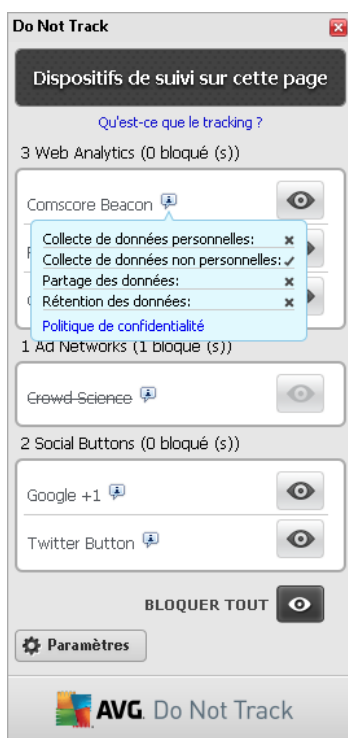 Do Not Track
Dispositifs de suivi sur cette page
Qu'est-ce que le tracking ?
3 Web Analytics (0 bloqué (s))
Comscore Beacon
Collecte de données personnelles:
Collecte de données non personnelles:
Partage des données:
Rétention des données:
Politique de confidentialité
1 Ad Networks (1 bloqué (s))
Crowd Science
2 Social Buttons (0 bloqué (s))
Google +1
Twitter Button
BLOQUER TOUT
Paramètres
AVG. Do Not Track